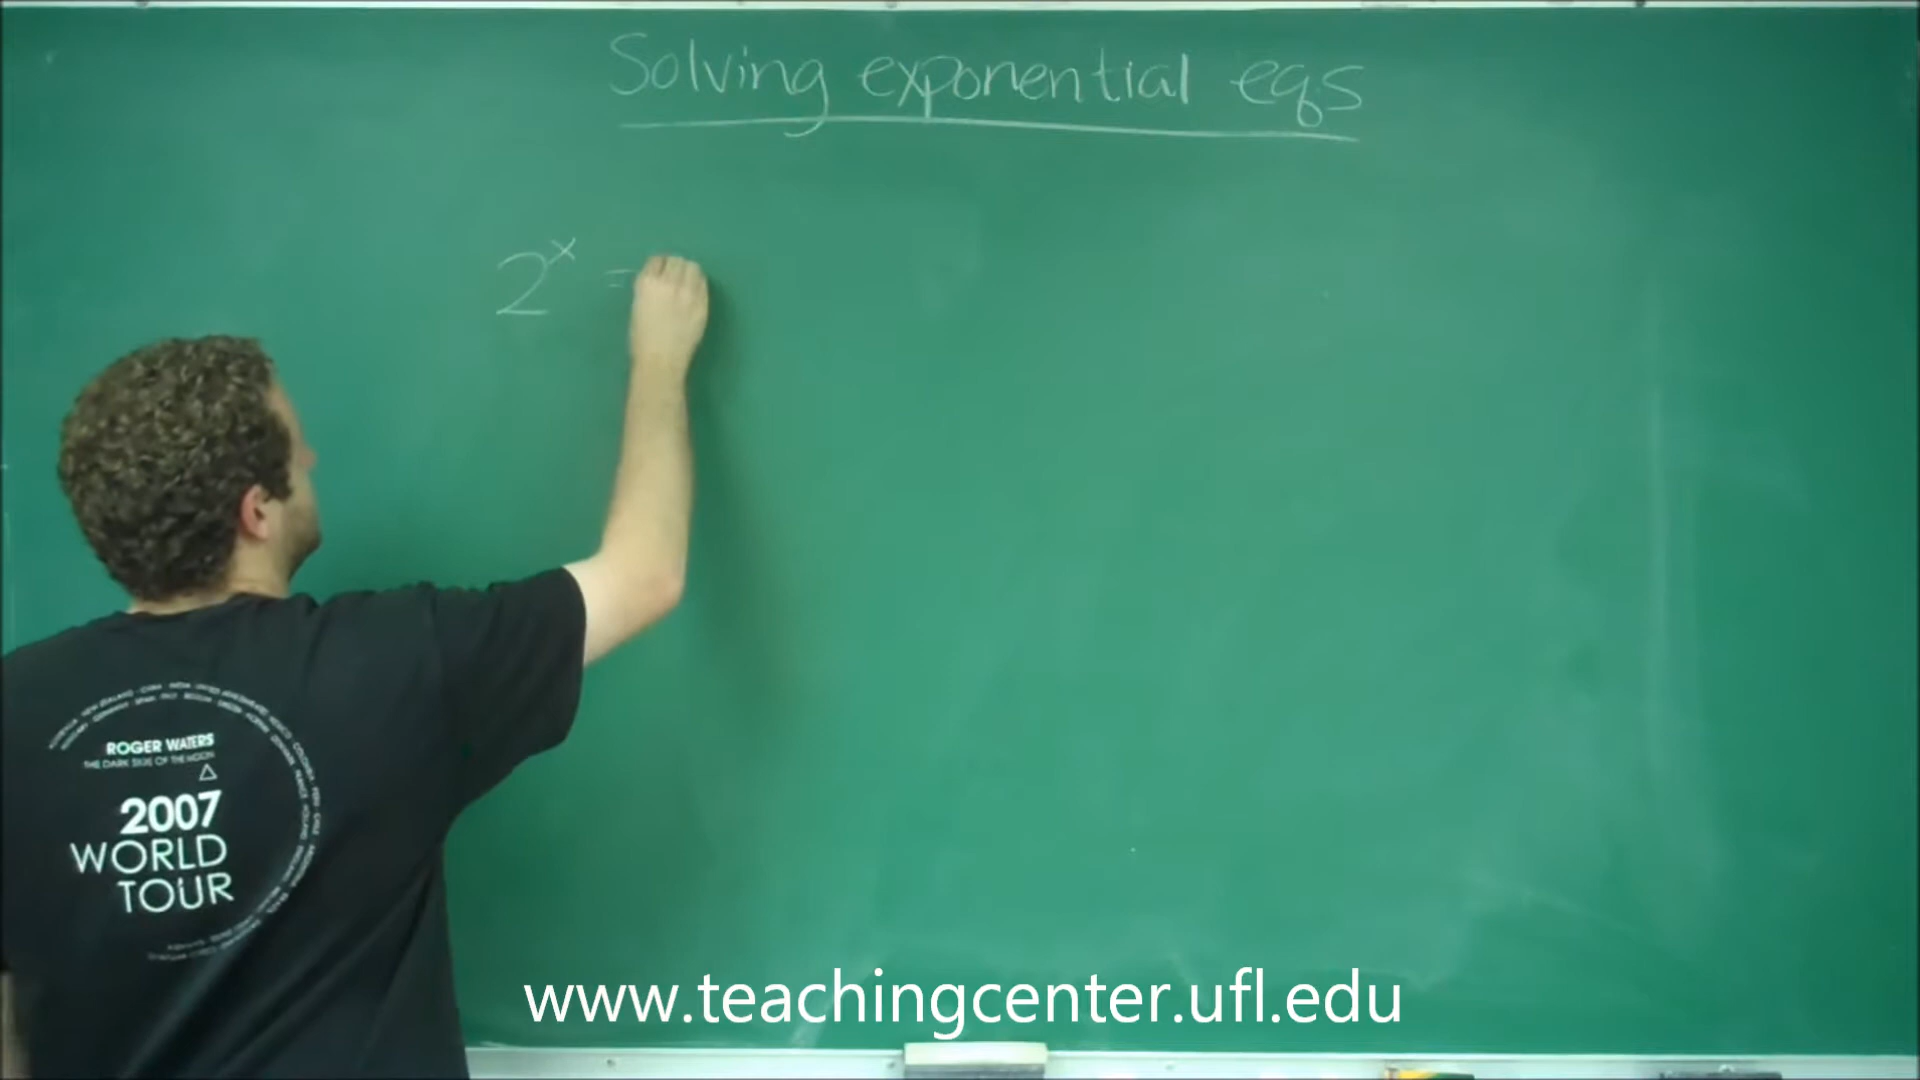 Solving exponential eqs
2^x =
ROGER WATERS
THE DARK SIDE OF THE MOON
2007
WORLD
TOUR
www.teachingcenter.ufl.edu